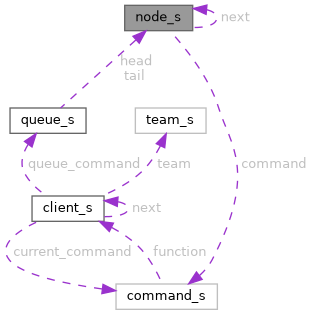 node_s
next
head
tail
queue_s
team_s
queue_command
team
command
client_s
next
current_command
function
command_s